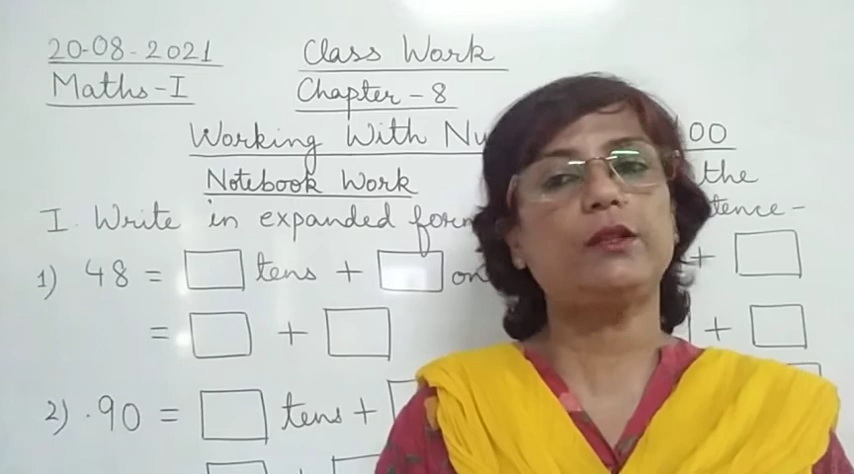 20-08-2021 Class Work
Maths-I Chapter-8
Working With Nu 00
Notebook Work the
I. Write in expanded form tence-
1) 48 = tens + on +
= + +
2) .90 = tens +
+